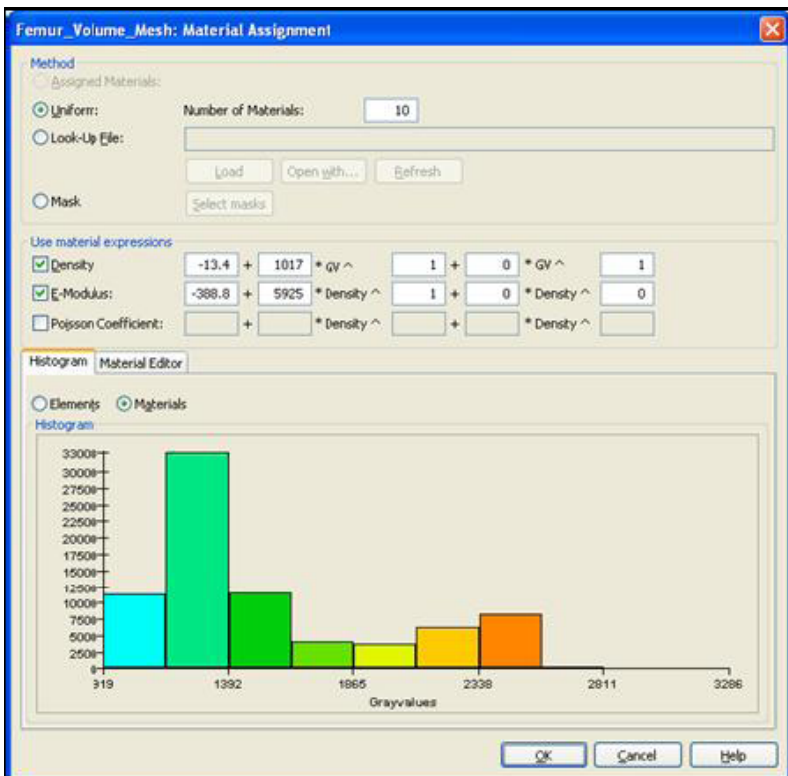 Femur_Volume_Mesh: Material Assignment
Method
Assigned Materials:
Uniform: Number of Materials: 10
Look-Up File:
Load Open with... Refresh
Mask Select masks
Use material expressions
Density -13.4 + 1017 * GV ^ 1 + 0 * GV ^ 1
E-Modulus: -388.8 + 5925 * Density ^ 1 + 0 * Density ^ 0
Poisson Coefficient: + * Density ^ + * Density ^
Histogram Material Editor
Elements Materials
Histogram
33000
30000
27500
25000
22500
20000
17500
15000
12500
10000
7500
5000
2500
0
919 1392 1865 2338 2811 3286
Grayvalues
OK Cancel Help